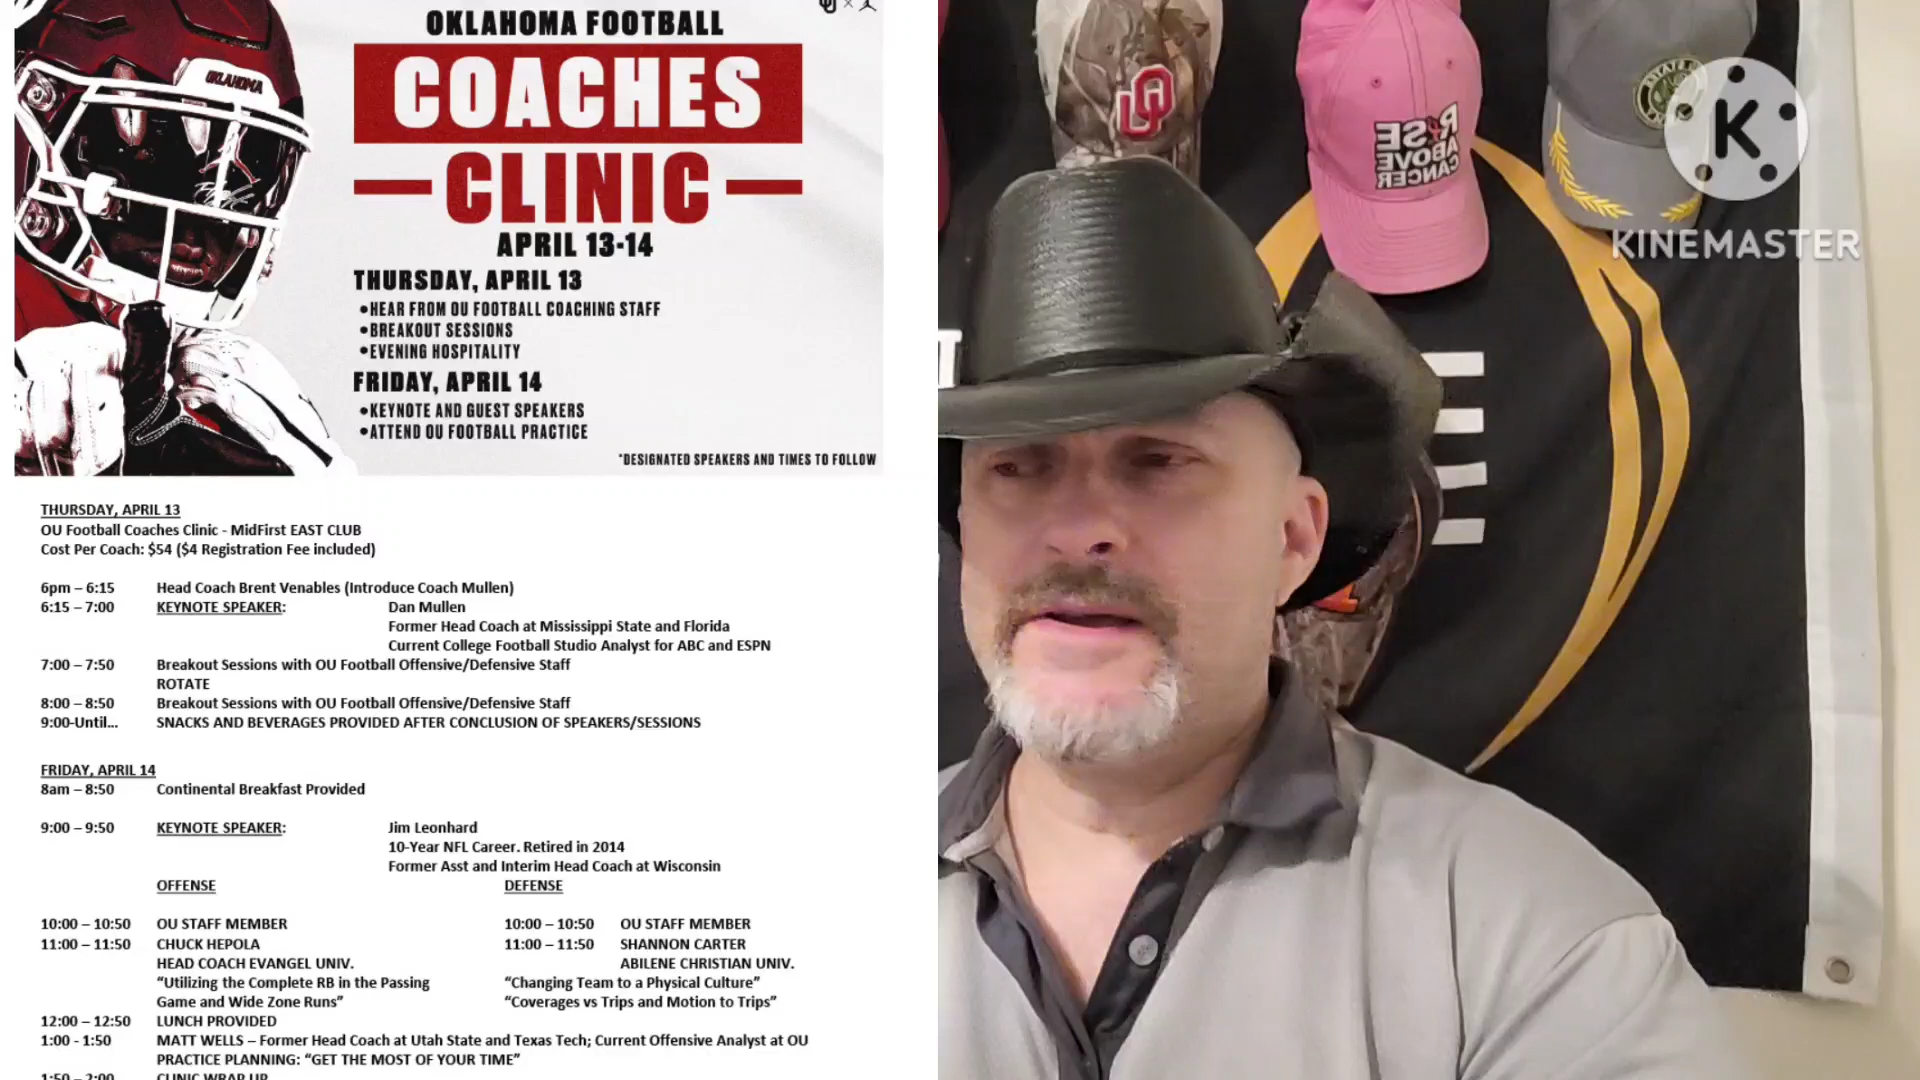 OKLAHOMA FOOTBALL
COACHES
CLINIC
APRIL 13-14
THURSDAY, APRIL 13
•HEAR FROM OU FOOTBALL COACHING STAFF
•BREAKOUT SESSIONS
•EVENING HOSPITALITY
FRIDAY, APRIL 14
•KEYNOTE AND GUEST SPEAKERS
•ATTEND OU FOOTBALL PRACTICE
*DESIGNATED SPEAKERS AND TIMES TO FOLLOW
OKLAHOMA
THURSDAY, APRIL 13
OU Football Coaches Clinic - MidFirst EAST CLUB
Cost Per Coach: $54 ($4 Registration Fee included)
6pm – 6:15 Head Coach Brent Venables (Introduce Coach Mullen)
6:15 – 7:00 KEYNOTE SPEAKER: Dan Mullen
Former Head Coach at Mississippi State and Florida
Current College Football Studio Analyst for ABC and ESPN
7:00 – 7:50 Breakout Sessions with OU Football Offensive/Defensive Staff
ROTATE
8:00 – 8:50 Breakout Sessions with OU Football Offensive/Defensive Staff
9:00-Until... SNACKS AND BEVERAGES PROVIDED AFTER CONCLUSION OF SPEAKERS/SESSIONS
FRIDAY, APRIL 14
8am – 8:50 Continental Breakfast Provided
9:00 – 9:50 KEYNOTE SPEAKER: Jim Leonhard
10-Year NFL Career. Retired in 2014
Former Asst and Interim Head Coach at Wisconsin
OFFENSE DEFENSE
10:00 – 10:50 OU STAFF MEMBER 10:00 – 10:50 OU STAFF MEMBER
11:00 – 11:50 CHUCK HEPOLA 11:00 – 11:50 SHANNON CARTER
HEAD COACH EVANGEL UNIV. ABILENE CHRISTIAN UNIV.
“Utilizing the Complete RB in the Passing “Changing Team to a Physical Culture”
Game and Wide Zone Runs” “Coverages vs Trips and Motion to Trips”
12:00 – 12:50 LUNCH PROVIDED
1:00 - 1:50 MATT WELLS – Former Head Coach at Utah State and Texas Tech; Current Offensive Analyst at OU
PRACTICE PLANNING: “GET THE MOST OF YOUR TIME”
1:50 – 2:00 CLINIC WRAP UP
OU
RISE
ABOVE
CANCER
K
KINEMASTER